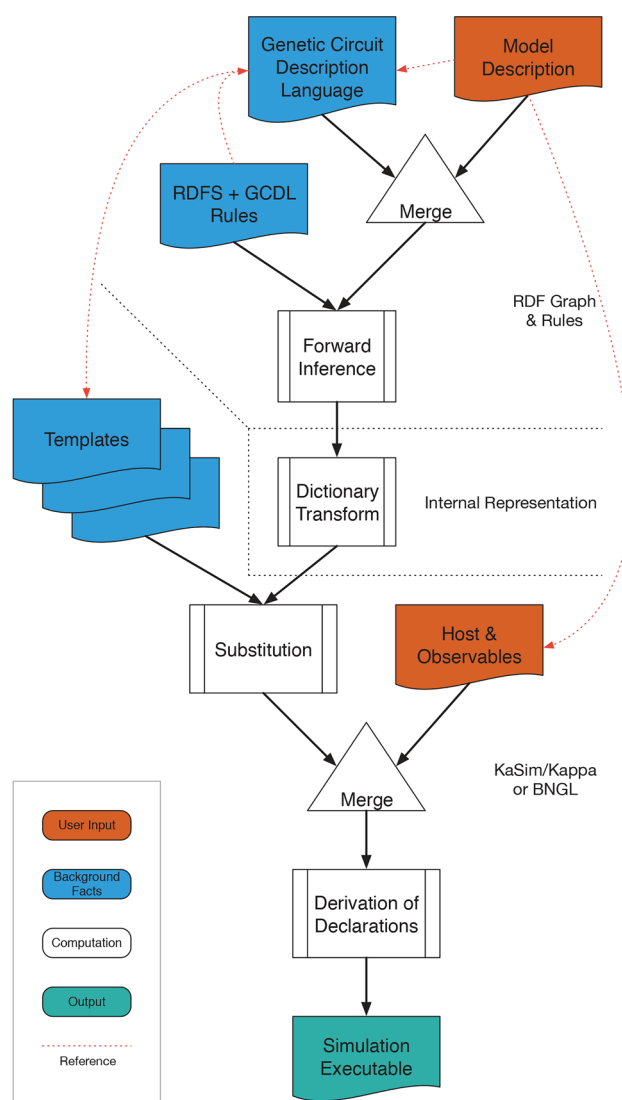 Genetic Circuit
Description
Language
Model
Description
RDFS + GCDL
Rules
Merge
RDF Graph
& Rules
Forward
Inference
Templates
Dictionary
Transform
Internal Representation
Substitution
Host &
Observables
Merge
KaSim/Kappa
or BNGL
Derivation of
Declarations
Simulation
Executable
User Input
Background
Facts
Computation
Output
Reference